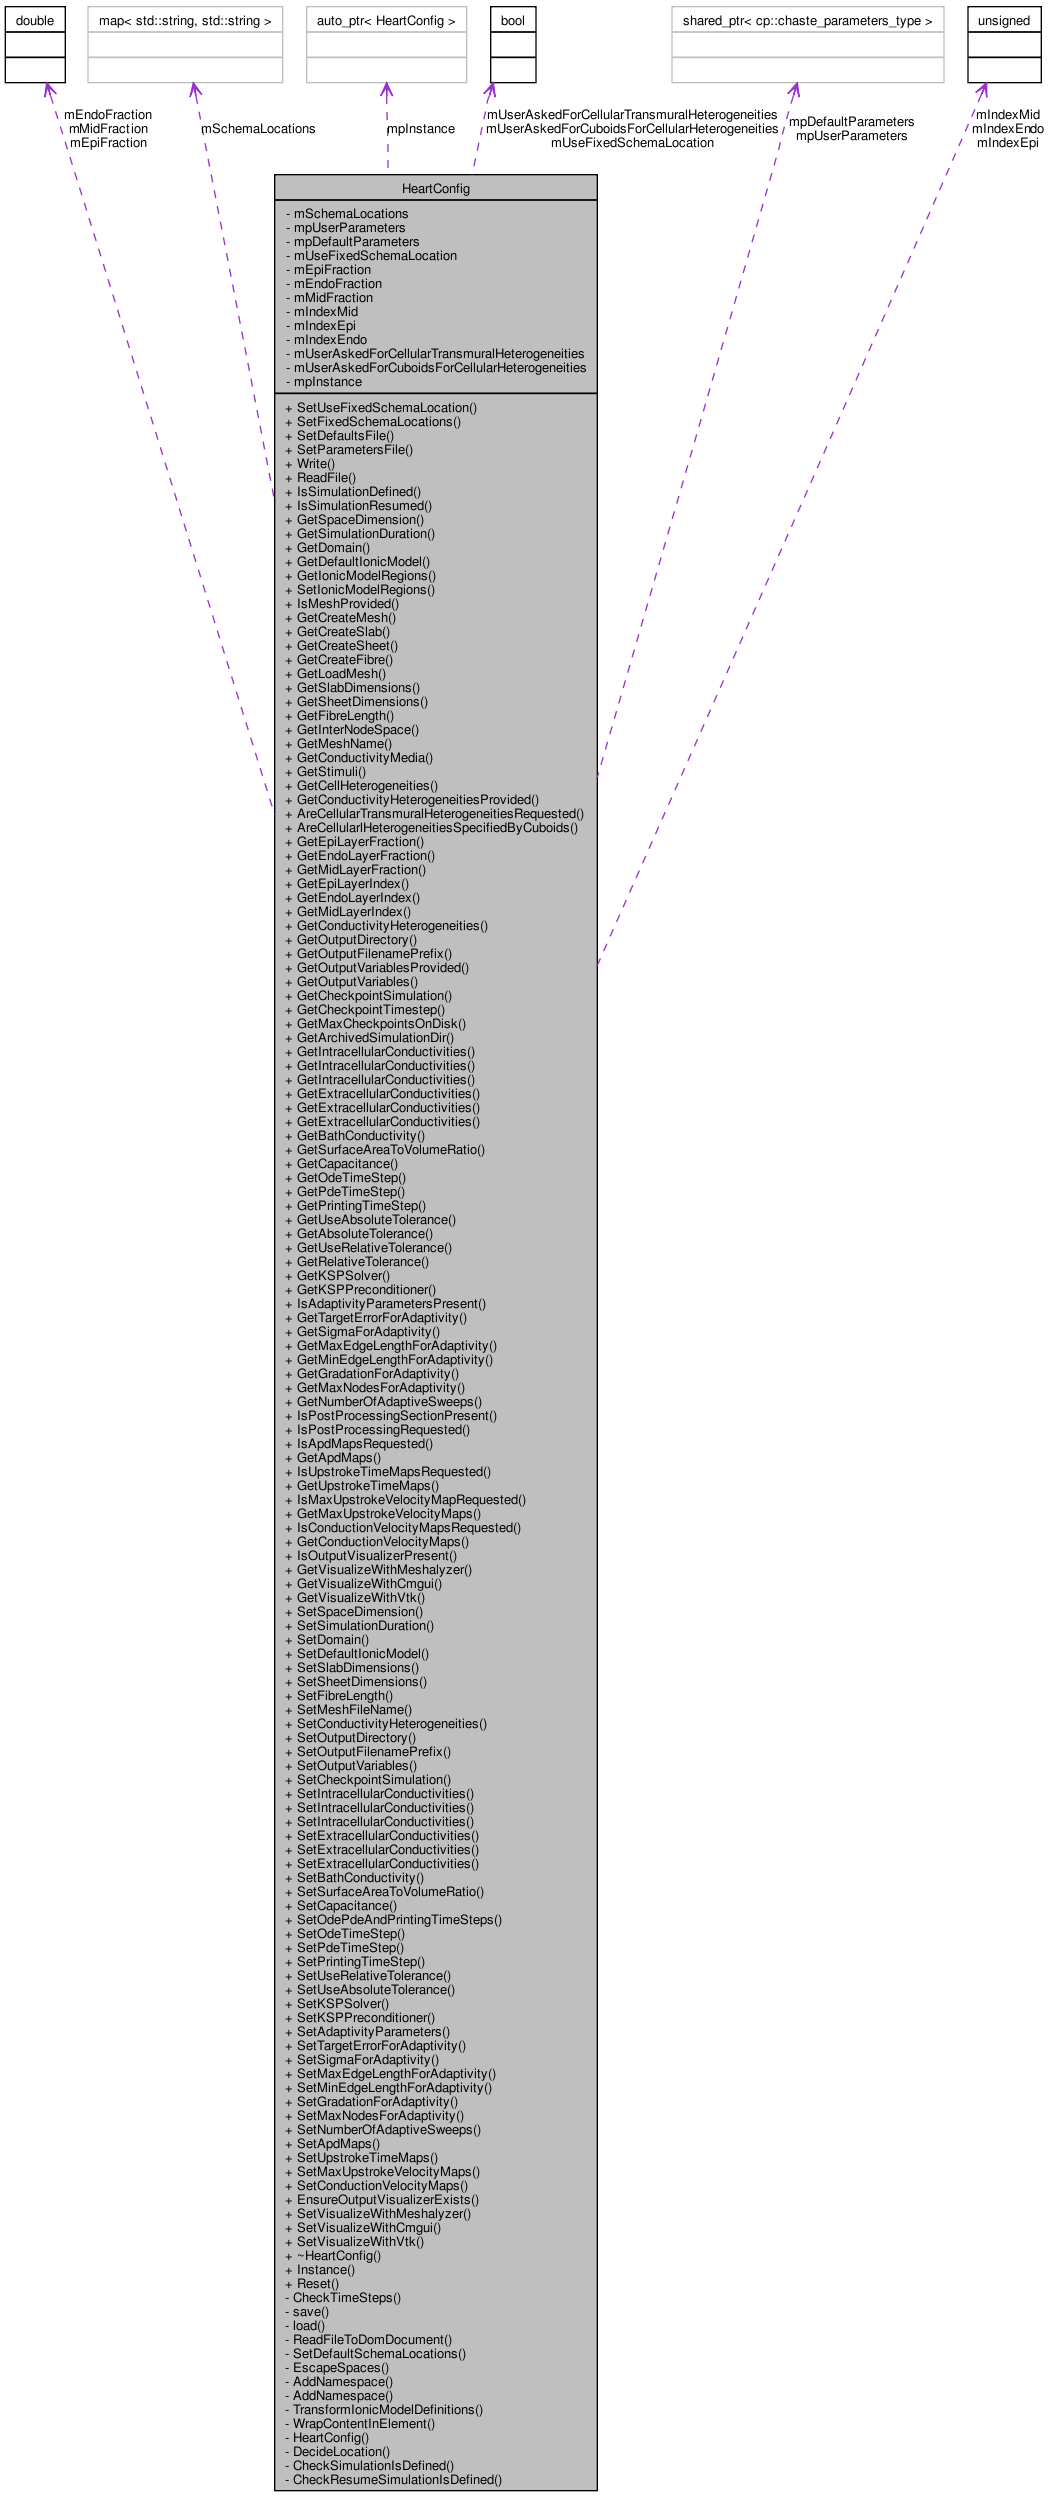 double
map< std::string, std::string >
auto_ptr< HeartConfig >
bool
shared_ptr< cp::chaste_parameters_type >
unsigned
mEndoFraction
mMidFraction
mEpiFraction
mSchemaLocations
mpInstance
mUserAskedForCellularTransmuralHeterogeneities
mUserAskedForCuboidsForCellularHeterogeneities
mUseFixedSchemaLocation
mpDefaultParameters
mpUserParameters
mIndexMid
mIndexEndo
mIndexEpi
HeartConfig
- mSchemaLocations
- mpUserParameters
- mpDefaultParameters
- mUseFixedSchemaLocation
- mEpiFraction
- mEndoFraction
- mMidFraction
- mIndexMid
- mIndexEpi
- mIndexEndo
- mUserAskedForCellularTransmuralHeterogeneities
- mUserAskedForCuboidsForCellularHeterogeneities
- mpInstance
+ SetUseFixedSchemaLocation()
+ SetFixedSchemaLocations()
+ SetDefaultsFile()
+ SetParametersFile()
+ Write()
+ ReadFile()
+ IsSimulationDefined()
+ IsSimulationResumed()
+ GetSpaceDimension()
+ GetSimulationDuration()
+ GetDomain()
+ GetDefaultIonicModel()
+ GetIonicModelRegions()
+ SetIonicModelRegions()
+ IsMeshProvided()
+ GetCreateMesh()
+ GetCreateSlab()
+ GetCreateSheet()
+ GetCreateFibre()
+ GetLoadMesh()
+ GetSlabDimensions()
+ GetSheetDimensions()
+ GetFibreLength()
+ GetInterNodeSpace()
+ GetMeshName()
+ GetConductivityMedia()
+ GetStimuli()
+ GetCellHeterogeneities()
+ GetConductivityHeterogeneitiesProvided()
+ AreCellularTransmuralHeterogeneitiesRequested()
+ AreCellularlHeterogeneitiesSpecifiedByCuboids()
+ GetEpiLayerFraction()
+ GetEndoLayerFraction()
+ GetMidLayerFraction()
+ GetEpiLayerIndex()
+ GetEndoLayerIndex()
+ GetMidLayerIndex()
+ GetConductivityHeterogeneities()
+ GetOutputDirectory()
+ GetOutputFilenamePrefix()
+ GetOutputVariablesProvided()
+ GetOutputVariables()
+ GetCheckpointSimulation()
+ GetCheckpointTimestep()
+ GetMaxCheckpointsOnDisk()
+ GetArchivedSimulationDir()
+ GetIntracellularConductivities()
+ GetIntracellularConductivities()
+ GetIntracellularConductivities()
+ GetExtracellularConductivities()
+ GetExtracellularConductivities()
+ GetExtracellularConductivities()
+ GetBathConductivity()
+ GetSurfaceAreaToVolumeRatio()
+ GetCapacitance()
+ GetOdeTimeStep()
+ GetPdeTimeStep()
+ GetPrintingTimeStep()
+ GetUseAbsoluteTolerance()
+ GetAbsoluteTolerance()
+ GetUseRelativeTolerance()
+ GetRelativeTolerance()
+ GetKSPSolver()
+ GetKSPPreconditioner()
+ IsAdaptivityParametersPresent()
+ GetTargetErrorForAdaptivity()
+ GetSigmaForAdaptivity()
+ GetMaxEdgeLengthForAdaptivity()
+ GetMinEdgeLengthForAdaptivity()
+ GetGradationForAdaptivity()
+ GetMaxNodesForAdaptivity()
+ GetNumberOfAdaptiveSweeps()
+ IsPostProcessingSectionPresent()
+ IsPostProcessingRequested()
+ IsApdMapsRequested()
+ GetApdMaps()
+ IsUpstrokeTimeMapsRequested()
+ GetUpstrokeTimeMaps()
+ IsMaxUpstrokeVelocityMapRequested()
+ GetMaxUpstrokeVelocityMaps()
+ IsConductionVelocityMapsRequested()
+ GetConductionVelocityMaps()
+ IsOutputVisualizerPresent()
+ GetVisualizeWithMeshalyzer()
+ GetVisualizeWithCmgui()
+ GetVisualizeWithVtk()
+ SetSpaceDimension()
+ SetSimulationDuration()
+ SetDomain()
+ SetDefaultIonicModel()
+ SetSlabDimensions()
+ SetSheetDimensions()
+ SetFibreLength()
+ SetMeshFileName()
+ SetConductivityHeterogeneities()
+ SetOutputDirectory()
+ SetOutputFilenamePrefix()
+ SetOutputVariables()
+ SetCheckpointSimulation()
+ SetIntracellularConductivities()
+ SetIntracellularConductivities()
+ SetIntracellularConductivities()
+ SetExtracellularConductivities()
+ SetExtracellularConductivities()
+ SetExtracellularConductivities()
+ SetBathConductivity()
+ SetSurfaceAreaToVolumeRatio()
+ SetCapacitance()
+ SetOdePdeAndPrintingTimeSteps()
+ SetOdeTimeStep()
+ SetPdeTimeStep()
+ SetPrintingTimeStep()
+ SetUseRelativeTolerance()
+ SetUseAbsoluteTolerance()
+ SetKSPSolver()
+ SetKSPPreconditioner()
+ SetAdaptivityParameters()
+ SetTargetErrorForAdaptivity()
+ SetSigmaForAdaptivity()
+ SetMaxEdgeLengthForAdaptivity()
+ SetMinEdgeLengthForAdaptivity()
+ SetGradationForAdaptivity()
+ SetMaxNodesForAdaptivity()
+ SetNumberOfAdaptiveSweeps()
+ SetApdMaps()
+ SetUpstrokeTimeMaps()
+ SetMaxUpstrokeVelocityMaps()
+ SetConductionVelocityMaps()
+ EnsureOutputVisualizerExists()
+ SetVisualizeWithMeshalyzer()
+ SetVisualizeWithCmgui()
+ SetVisualizeWithVtk()
+ ~HeartConfig()
+ Instance()
+ Reset()
- CheckTimeSteps()
- save()
- load()
- ReadFileToDomDocument()
- SetDefaultSchemaLocations()
- EscapeSpaces()
- AddNamespace()
- AddNamespace()
- TransformIonicModelDefinitions()
- WrapContentInElement()
- HeartConfig()
- DecideLocation()
- CheckSimulationIsDefined()
- CheckResumeSimulationIsDefined()